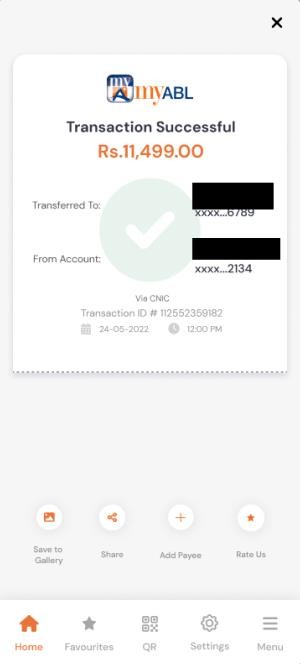 myABL
Transaction Successful
Rs.11,499.00
Transferred To:
xxxx...6789
From Account:
xxxx...2134
Via CNIC
Transaction ID # 112552359182
24-05-2022 12:00 PM
Save to
Gallery
Share
Add Payee
Rate Us
Home
Favourites
QR
Settings
Menu